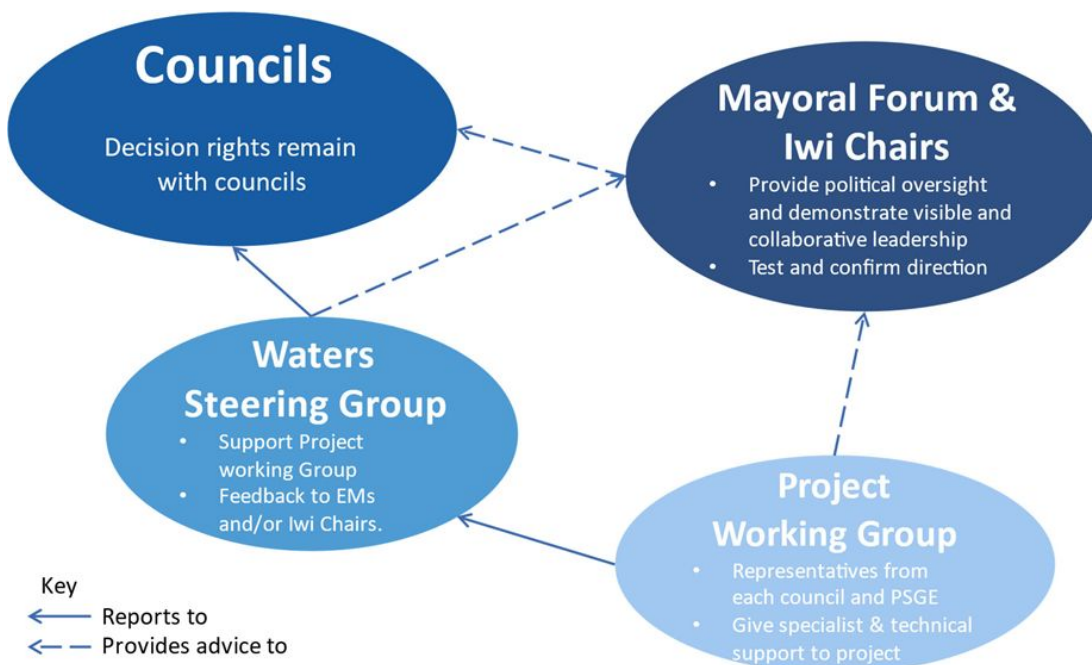 Councils
Decision rights remain
with councils
Mayoral Forum &
Iwi Chairs
• Provide political oversight
and demonstrate visible and
collaborative leadership
• Test and confirm direction
Waters
Steering Group
• Support Project
working Group
• Feedback to EMs
and/or Iwi Chairs.
Project
Working Group
• Representatives from
each council and PSGE
• Give specialist & technical
support to project
Key
Reports to
Provides advice to